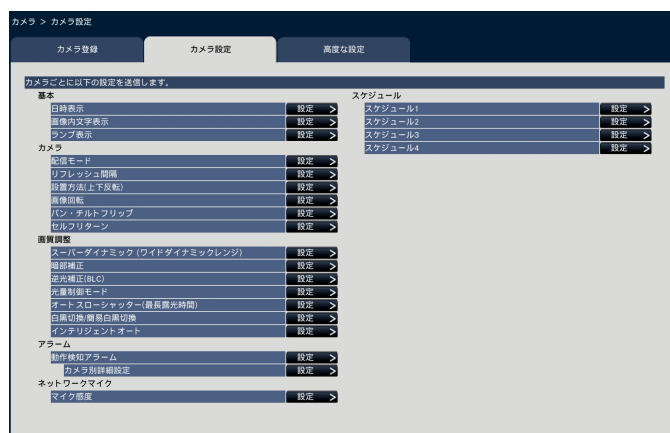 カメラ > カメラ設定
カメラ登録
カメラ設定
高度な設定
カメラごとに以下の設定を送信します。
基本
日時表示 設定 >
画像内文字表示 設定 >
ランプ表示 設定 >
カメラ
配信モード 設定 >
リフレッシュ間隔 設定 >
設置方法(上下反転) 設定 >
画像回転 設定 >
パン・チルトフリップ 設定 >
セルフリターン 設定 >
画質調整
スーパーダイナミック(ワイドダイナミックレンジ) 設定 >
暗部補正 設定 >
逆光補正(BLC) 設定 >
光量制御モード 設定 >
オートスローシャッター(最長露光時間) 設定 >
白黒切換/簡易白黒切換 設定 >
インテリジェントオート 設定 >
アラーム
動作検知アラーム 設定 >
カメラ別詳細設定 設定 >
ネットワークマイク
マイク感度 設定 >
スケジュール
スケジュール1 設定 >
スケジュール2 設定 >
スケジュール3 設定 >
スケジュール4 設定 >